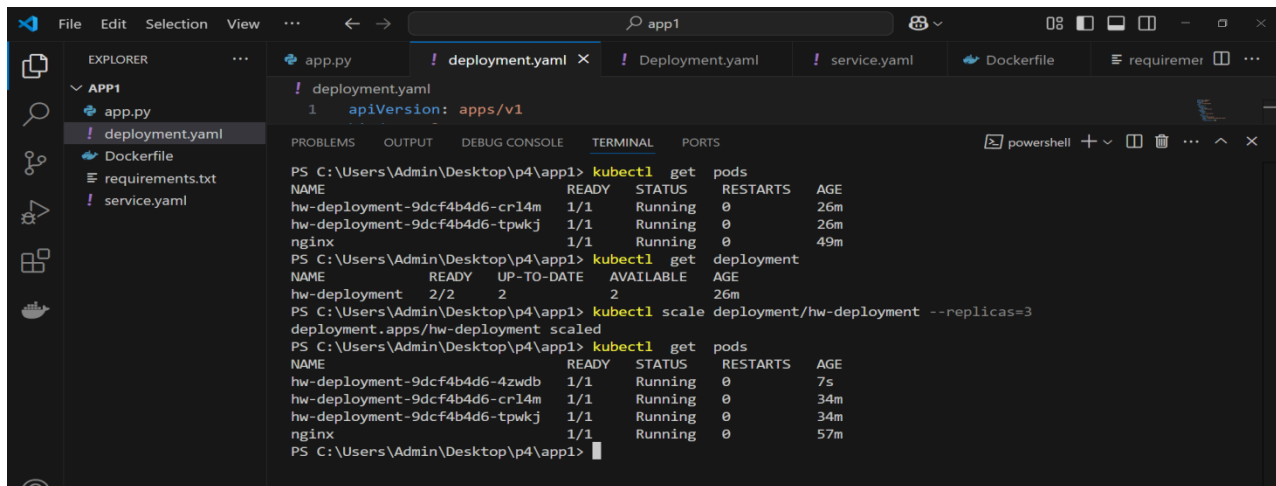 File Edit Selection View ... app1
EXPLORER ...
app.py ! deployment.yaml ! Deployment.yaml ! service.yaml Dockerfile requiremer ...
APP1
app.py
! deployment.yaml
Dockerfile
requirements.txt
! service.yaml
! deployment.yaml
1 apiVersion: apps/v1
PROBLEMS OUTPUT DEBUG CONSOLE TERMINAL PORTS powershell ...
PS C:\Users\Admin\Desktop\p4\app1> kubectl get pods
NAME READY STATUS RESTARTS AGE
hw-deployment-9dcf4b4d6-crl4m 1/1 Running 0 26m
hw-deployment-9dcf4b4d6-tpwkj 1/1 Running 0 26m
nginx 1/1 Running 0 49m
PS C:\Users\Admin\Desktop\p4\app1> kubectl get deployment
NAME READY UP-TO-DATE AVAILABLE AGE
hw-deployment 2/2 2 2 26m
PS C:\Users\Admin\Desktop\p4\app1> kubectl scale deployment/hw-deployment --replicas=3
deployment.apps/hw-deployment scaled
PS C:\Users\Admin\Desktop\p4\app1> kubectl get pods
NAME READY STATUS RESTARTS AGE
hw-deployment-9dcf4b4d6-4zwdb 1/1 Running 0 7s
hw-deployment-9dcf4b4d6-crl4m 1/1 Running 0 34m
hw-deployment-9dcf4b4d6-tpwkj 1/1 Running 0 34m
nginx 1/1 Running 0 57m
PS C:\Users\Admin\Desktop\p4\app1>